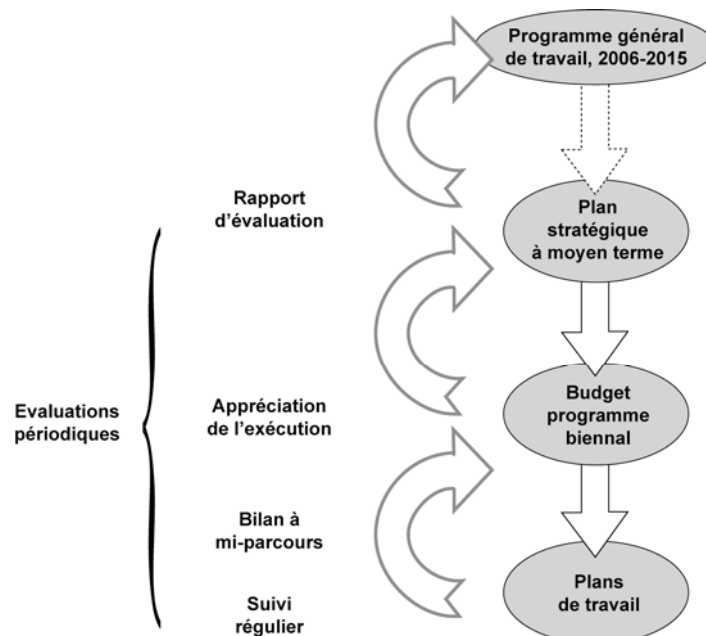 Programme général
de travail, 2006-2015
Rapport
d’évaluation
Plan
stratégique
à moyen terme
Evaluations
périodiques
Appréciation
de l’exécution
Budget
programme
biennal
Bilan à
mi-parcours
Suivi
régulier
Plans
de travail